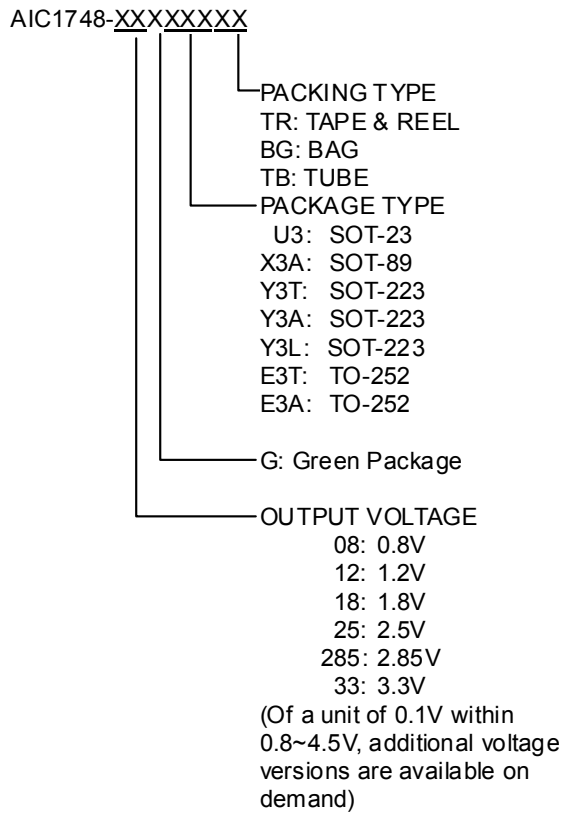 AIC1748-XXXXXXXX
PACKING TYPE
TR: TAPE & REEL
BG: BAG
TB: TUBE
PACKAGE TYPE
U3: SOT-23
X3A: SOT-89
Y3T: SOT-223
Y3A: SOT-223
Y3L: SOT-223
E3T: TO-252
E3A: TO-252
G: Green Package
OUTPUT VOLTAGE
08: 0.8V
12: 1.2V
18: 1.8V
25: 2.5V
285: 2.85V
33: 3.3V
(Of a unit of 0.1V within
0.8~4.5V, additional voltage
versions are available on
demand)